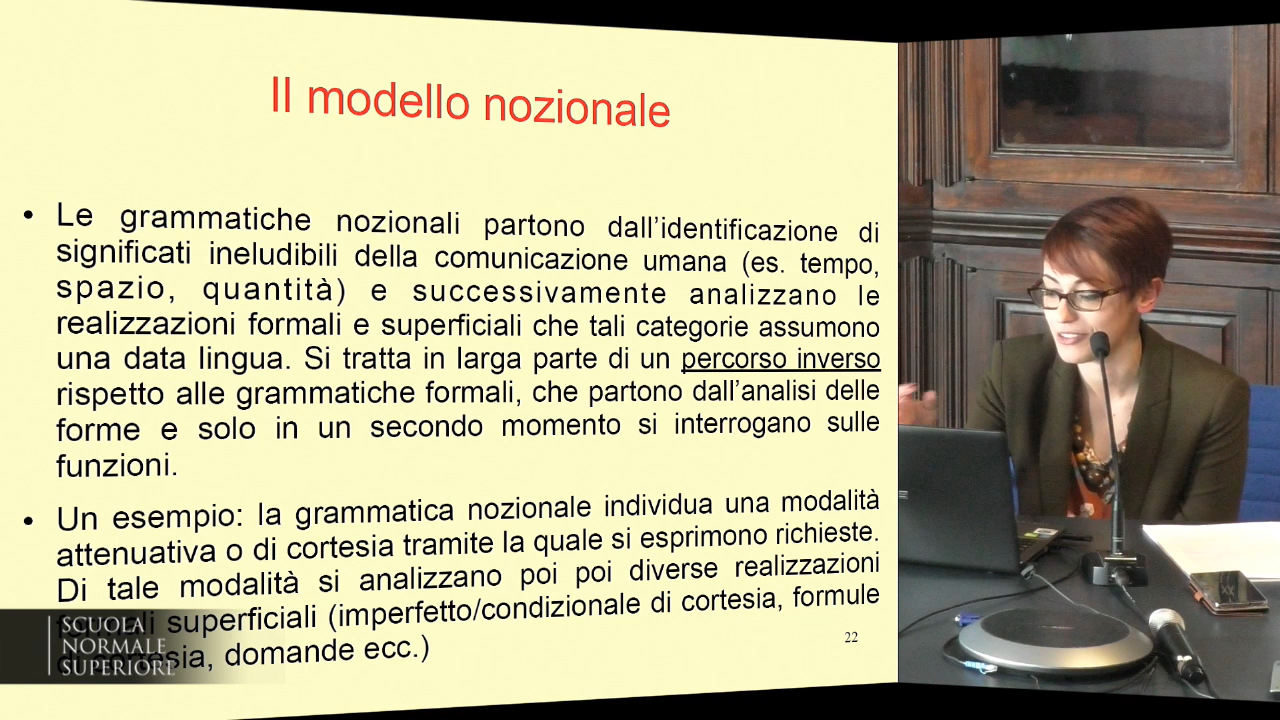 Il modello nozionale
• Le grammatiche nozionali partono dall’identificazione di
significati ineludibili della comunicazione umana (es. tempo,
spazio, quantità) e successivamente analizzano le
realizzazioni formali e superficiali che tali categorie assumono
una data lingua. Si tratta in larga parte di un percorso inverso
rispetto alle grammatiche formali, che partono dall’analisi delle
forme e solo in un secondo momento si interrogano sulle
funzioni.
• Un esempio: la grammatica nozionale individua una modalità
attenuativa o di cortesia tramite la quale si esprimono richieste.
Di tale modalità si analizzano poi poi diverse realizzazioni
superficiali (imperfetto/condizionale di cortesia, formule
di cortesia, domande ecc.)
22
SCUOLA
NORMALE
SUPERIORE